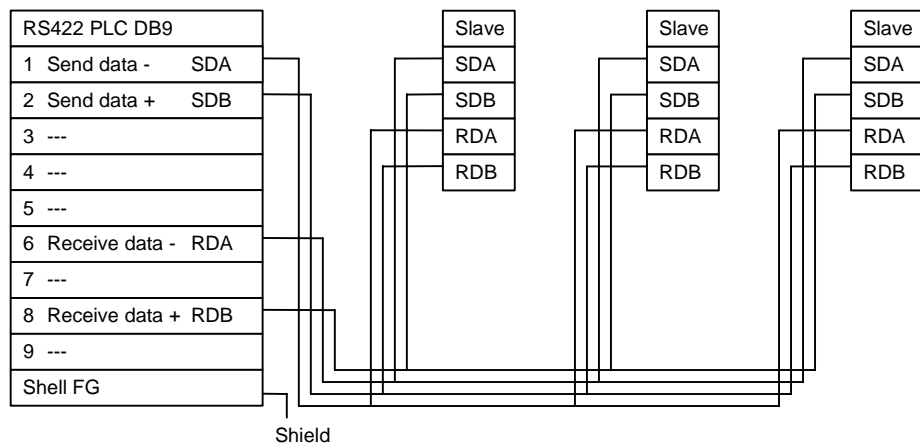 RS422 PLC DB9
1 Send data - SDA
2 Send data + SDB
3 ---
4 ---
5 ---
6 Receive data - RDA
7 ---
8 Receive data + RDB
9 ---
Shell FG
Shield
Slave
SDA
SDB
RDA
RDB
Slave
SDA
SDB
RDA
RDB
Slave
SDA
SDB
RDA
RDB